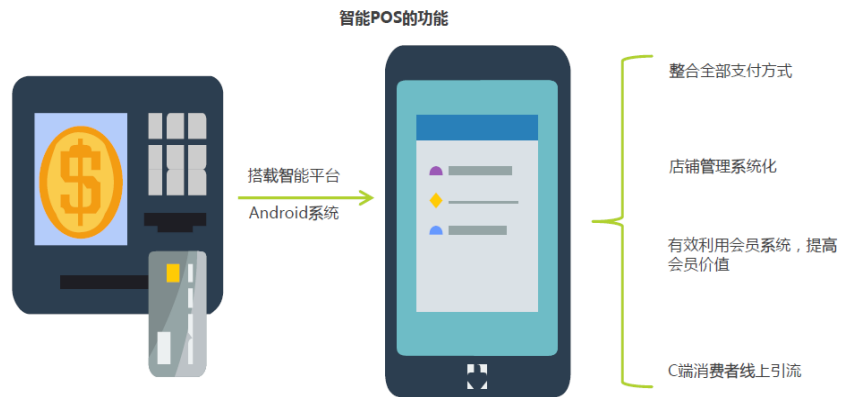 智能POS的功能
搭载智能平台
Android系统
整合全部支付方式
店铺管理系统化
有效利用会员系统，提高
会员价值
C端消费者线上引流